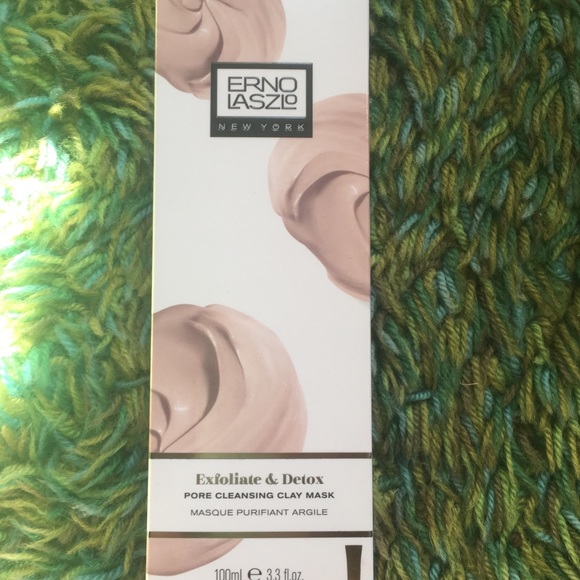 ERNO
LASZLO
NEW YORK
Exfoliate & Detox
PORE CLEANSING CLAY MASK
MASQUE PURIFIANT ARGILE
100ml e 3.3 fl.oz.